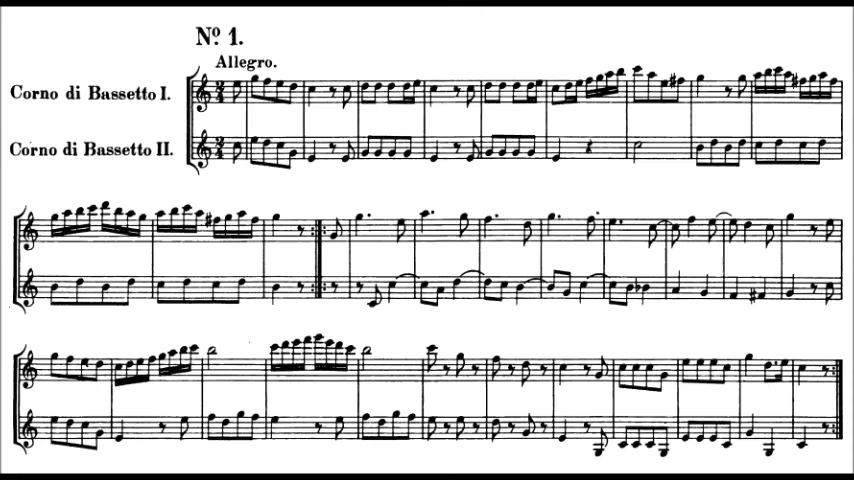 Nº 1.
Allegro.
Corno di Bassetto I.
Corno di Bassetto II.